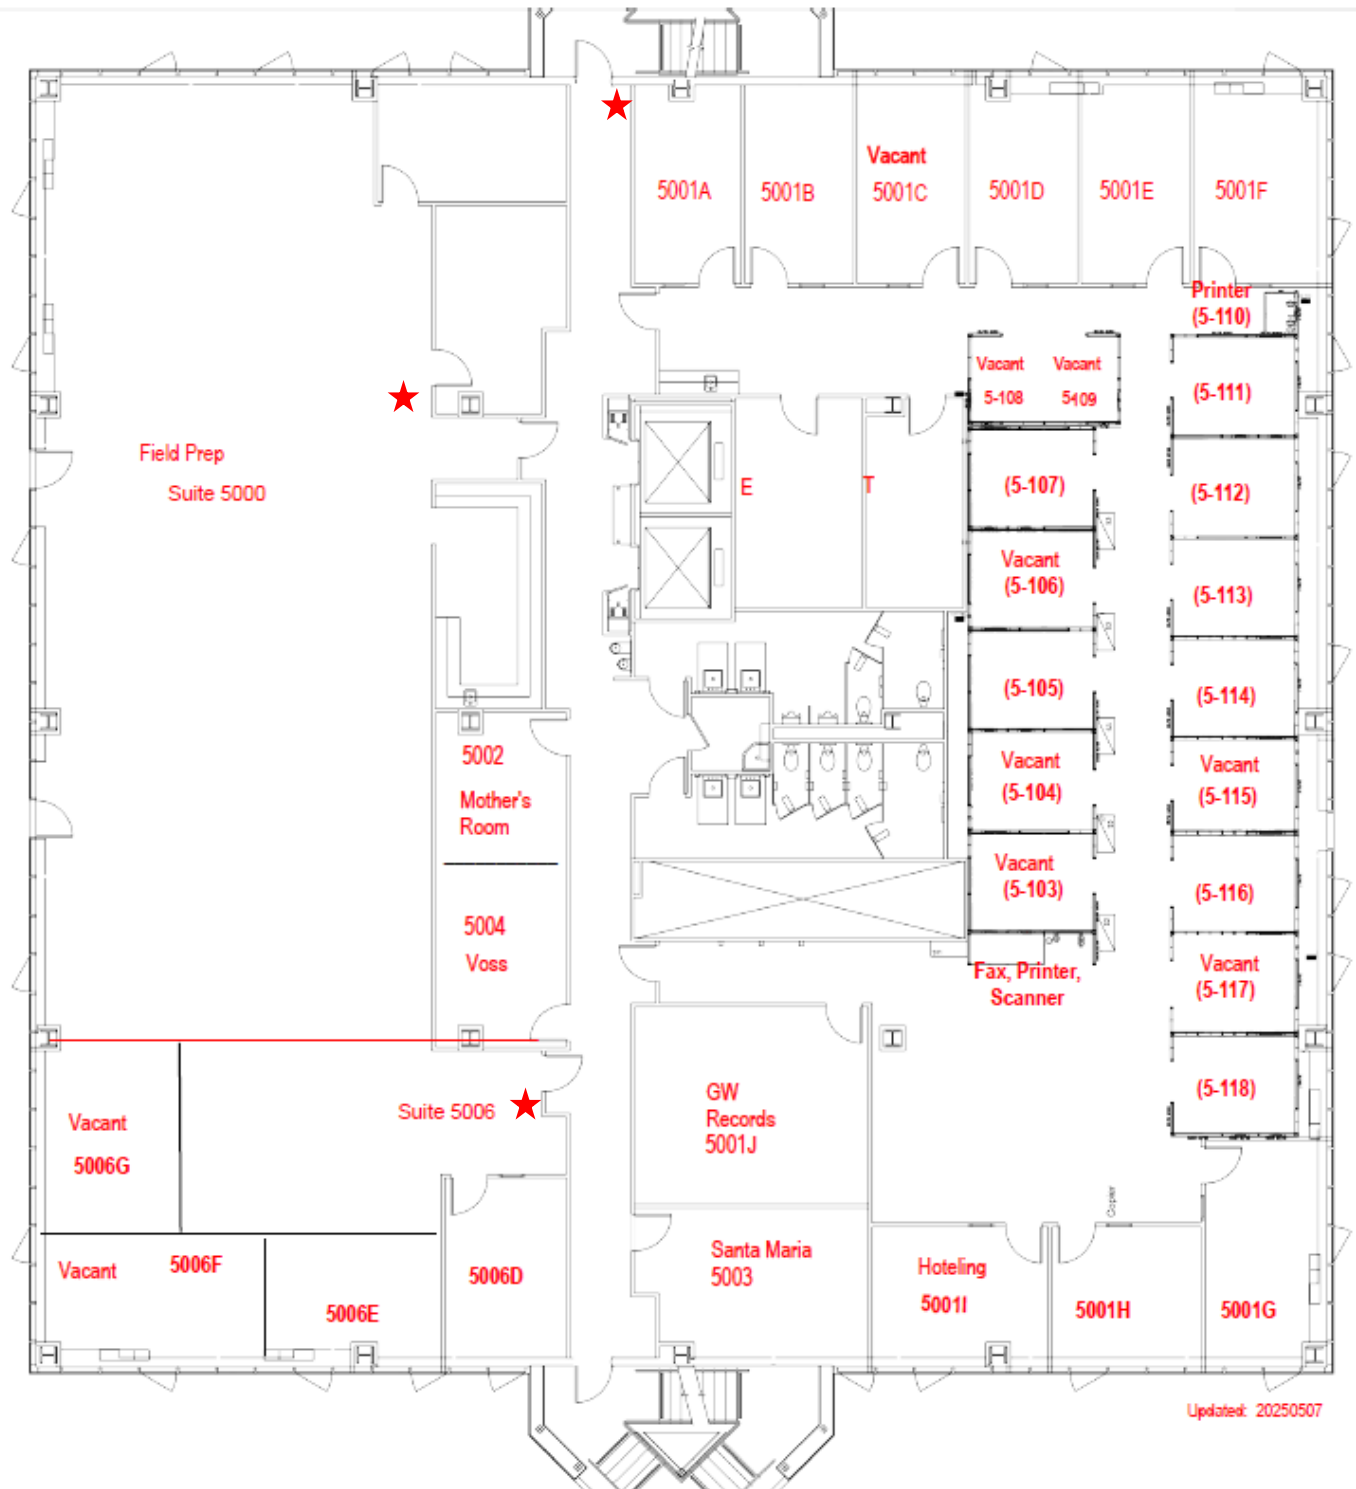 Vacant
5001A
5001B
5001C
5001D
5001E
5001F
Printer
(5-110)
Vacant
5-108
Vacant
5-109
(5-111)
Field Prep
Suite 5000
E
T
(5-107)
(5-112)
Vacant
(5-106)
(5-113)
(5-105)
(5-114)
5002
Mother's
Room
Vacant
(5-104)
Vacant
(5-115)
Vacant
(5-103)
(5-116)
5004
Voss
Fax, Printer,
Scanner
Vacant
(5-117)
GW
Records
5001J
(5-118)
Suite 5006
Vacant
5006G
Copier
Vacant
5006F
5006E
5006D
Santa Maria
5003
Hoteling
5001I
5001H
5001G
Updated: 20250507